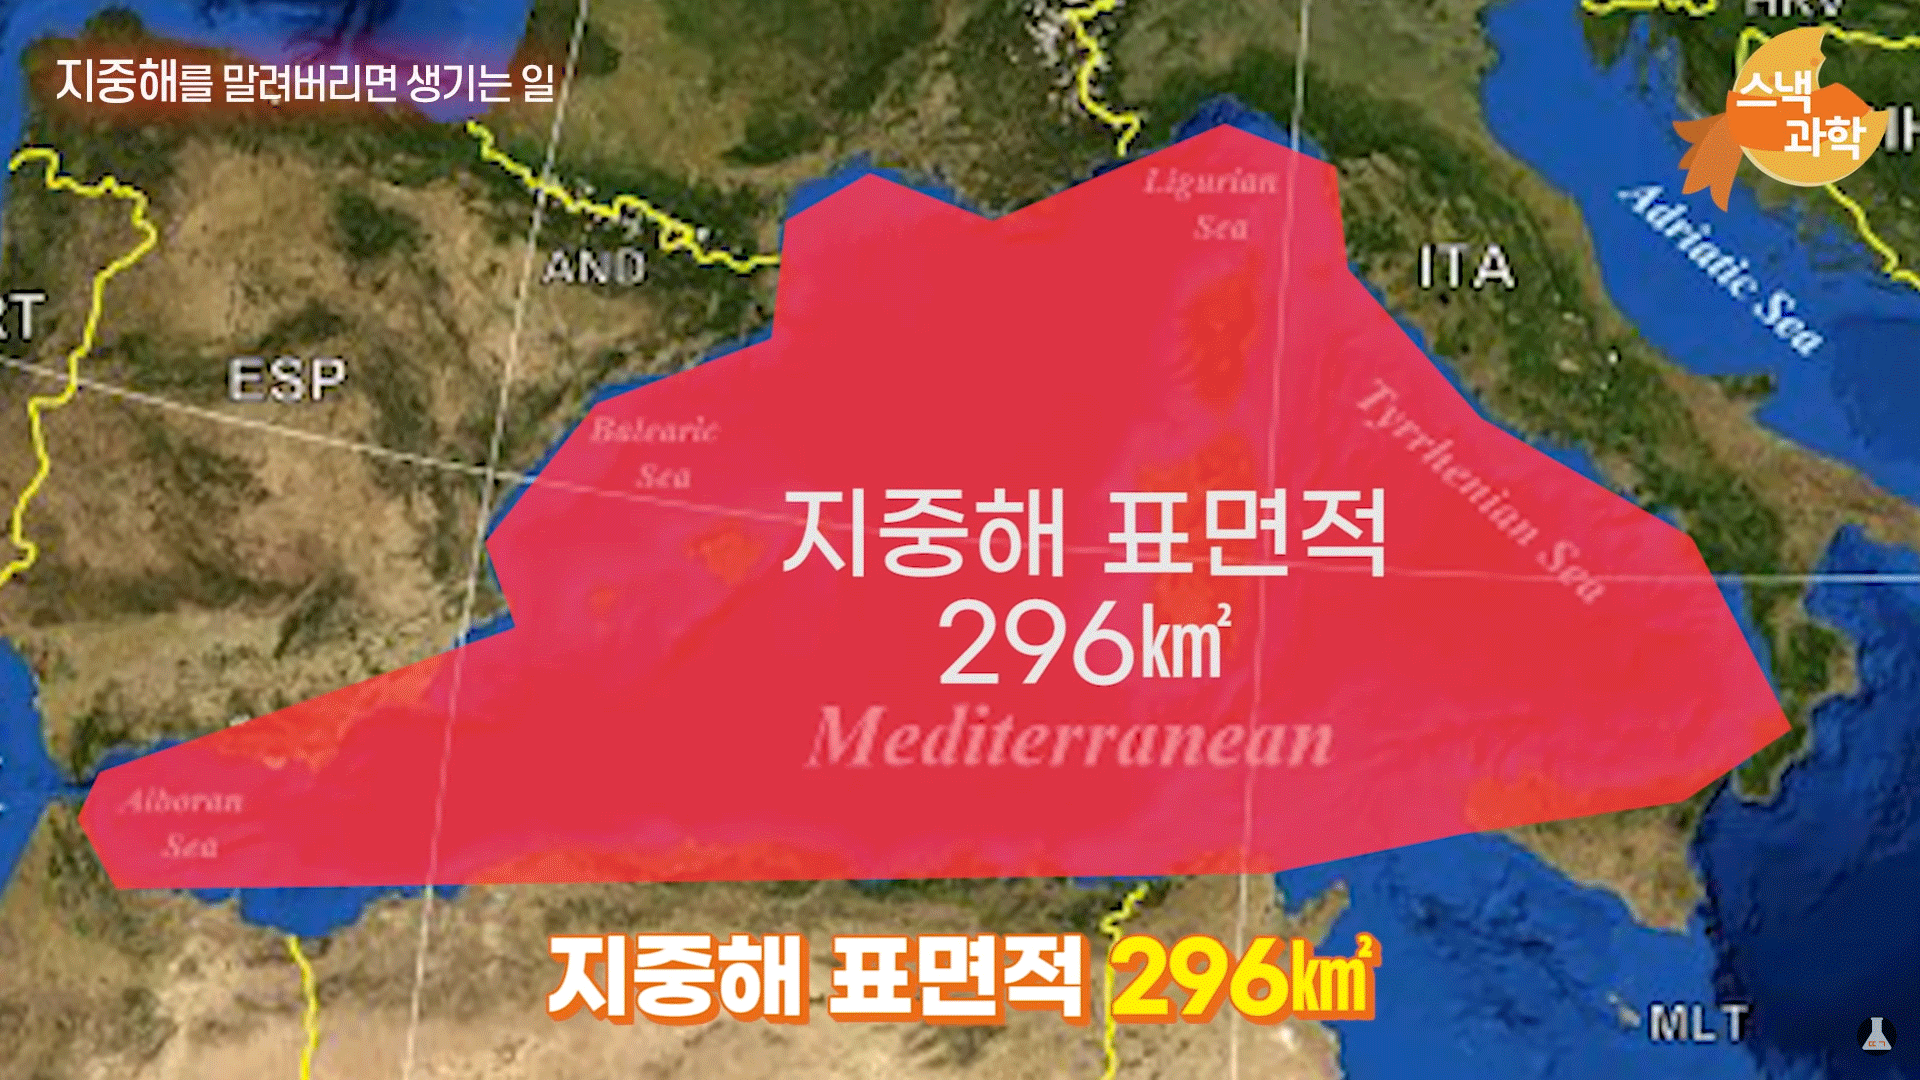 지중해를 말려버리면 생기는 일
HRV
스낵
과학
Ligurian
Sea
Adriatic Sea
AND
ITA
ESP
Balearic
Sea
Tyrrhenian Sea
지중해 표면적
296㎢
Mediterranean
Alboran
Sea
지중해 표면적 296㎢
MLT